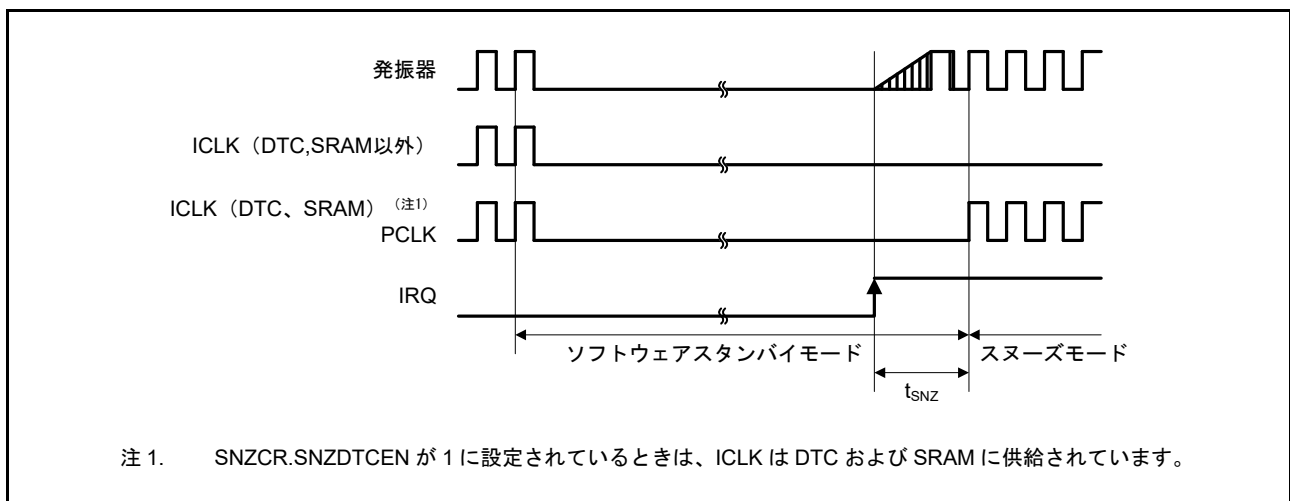 発振器
ICLK（DTC,SRAM以外）
ICLK（DTC、SRAM）（注1）
PCLK
IRQ
ソフトウェアスタンバイモード
スヌーズモード
tSNZ
注 1. SNZCR.SNZDTCEN が 1 に設定されているときは、ICLK は DTC および SRAM に供給されています。